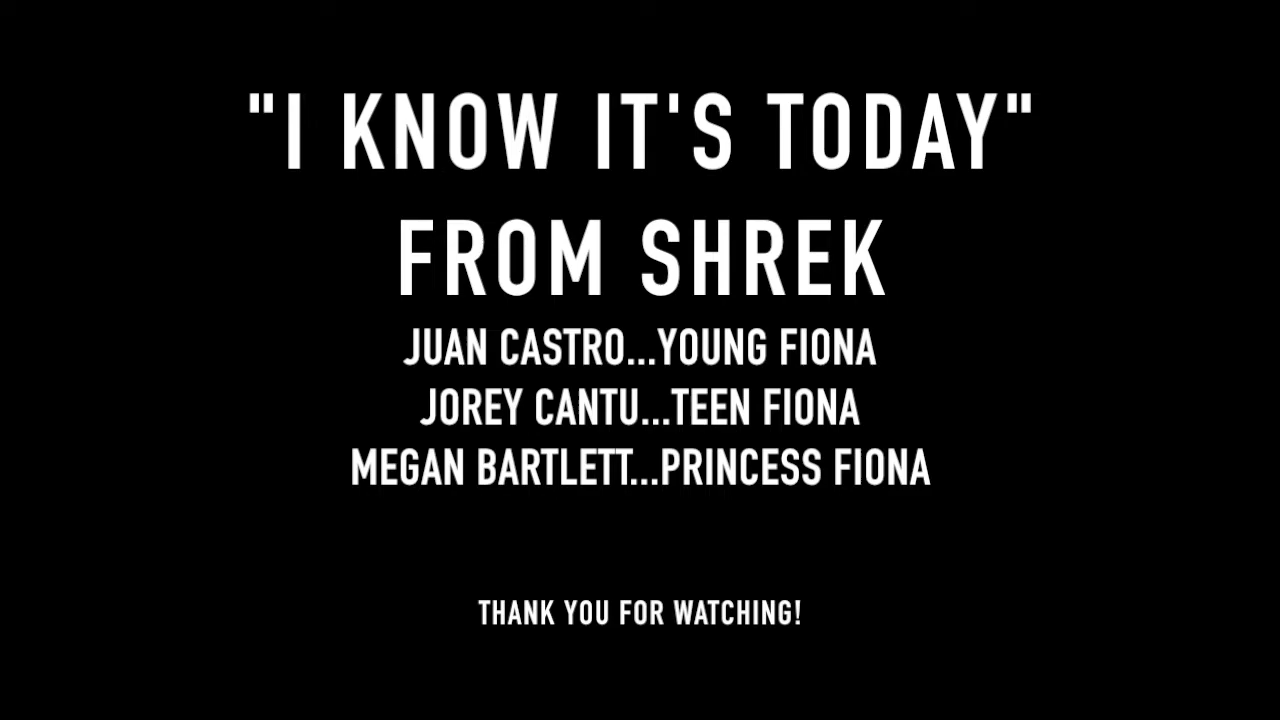 "I KNOW IT'S TODAY"
FROM SHREK
JUAN CASTRO...YOUNG FIONA
JOREY CANTU...TEEN FIONA
MEGAN BARTLETT...PRINCESS FIONA
THANK YOU FOR WATCHING!